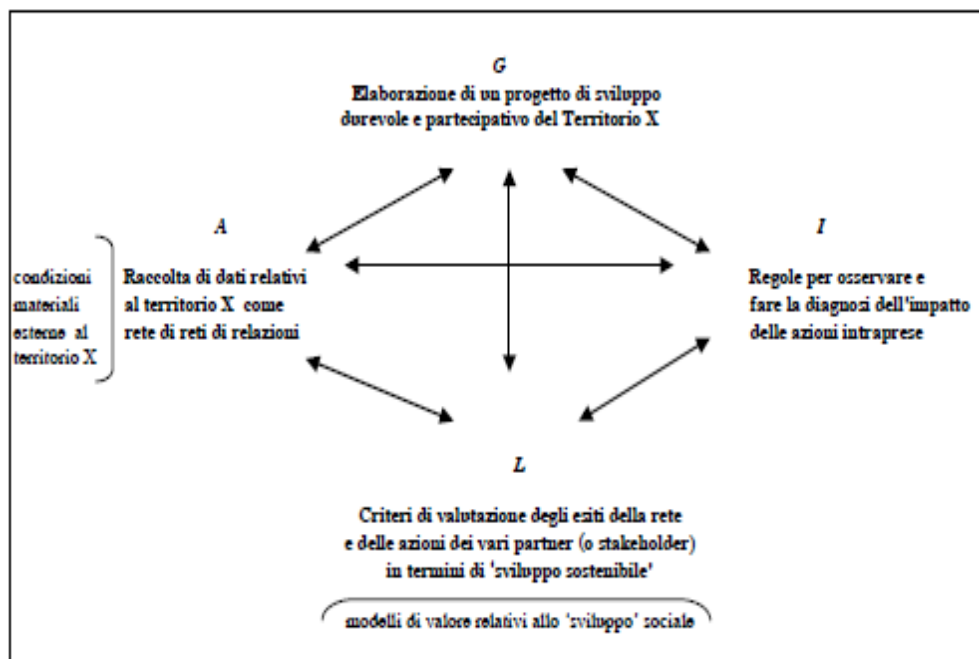 G
Elaborazione di un progetto di sviluppo
durevole e partecipativo del Territorio X
A
I
condizioni
materiali
esterne al
territorio X
Raccolta di dati relativi
al territorio X come
rete di reti di relazioni
Regole per osservare e
fare la diagnosi dell'impatto
delle azioni intraprese
L
Criteri di valutazione degli esiti della rete
e delle azioni dei vari partner (o stakeholder)
in termini di 'sviluppo sostenibile'
modelli di valore relativi allo 'sviluppo' sociale